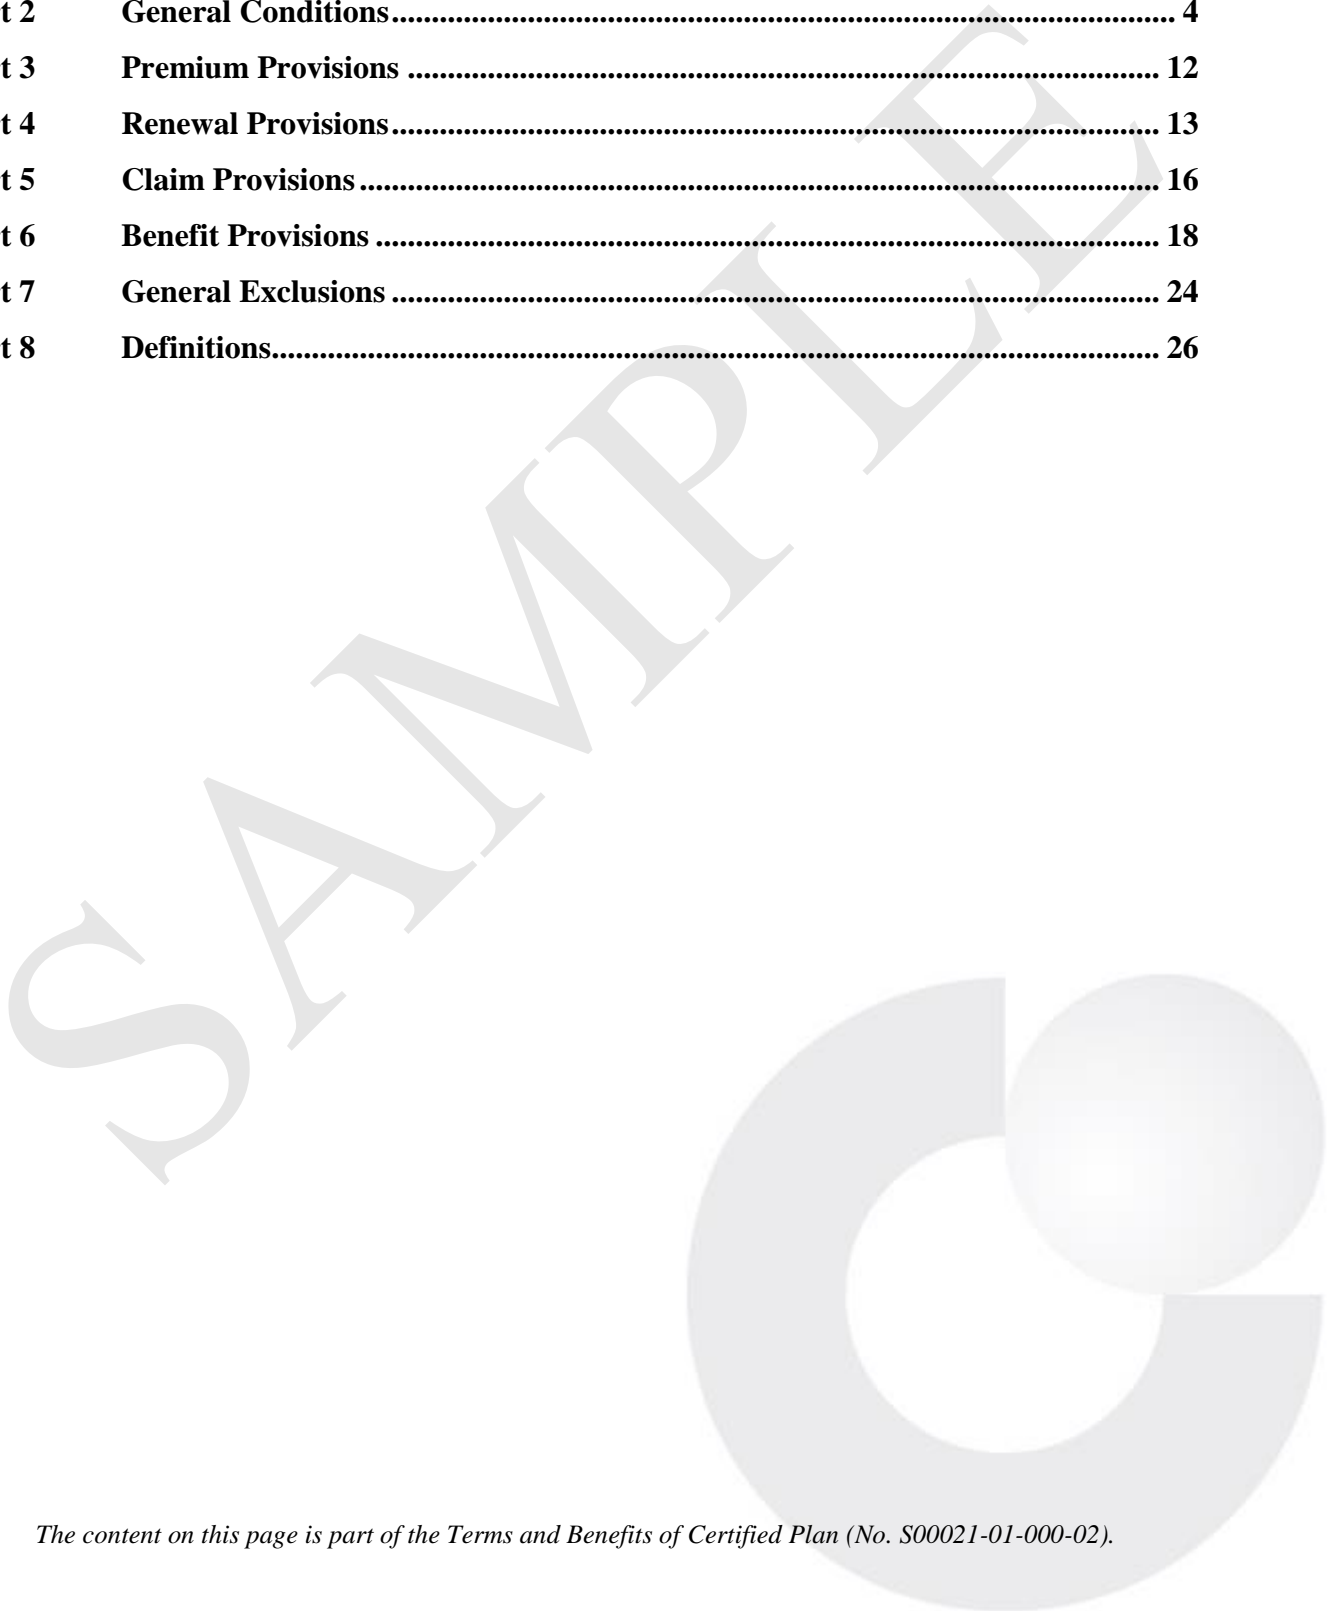 t 2 General Conditions.................................................................................................. 4
t 3 Premium Provisions .............................................................................................. 12
t 4 Renewal Provisions................................................................................................ 13
t 5 Claim Provisions.................................................................................................... 16
t 6 Benefit Provisions .................................................................................................. 18
t 7 General Exclusions ................................................................................................ 24
t 8 Definitions............................................................................................................... 26
SAMPLE
The content on this page is part of the Terms and Benefits of Certified Plan (No. S00021-01-000-02).